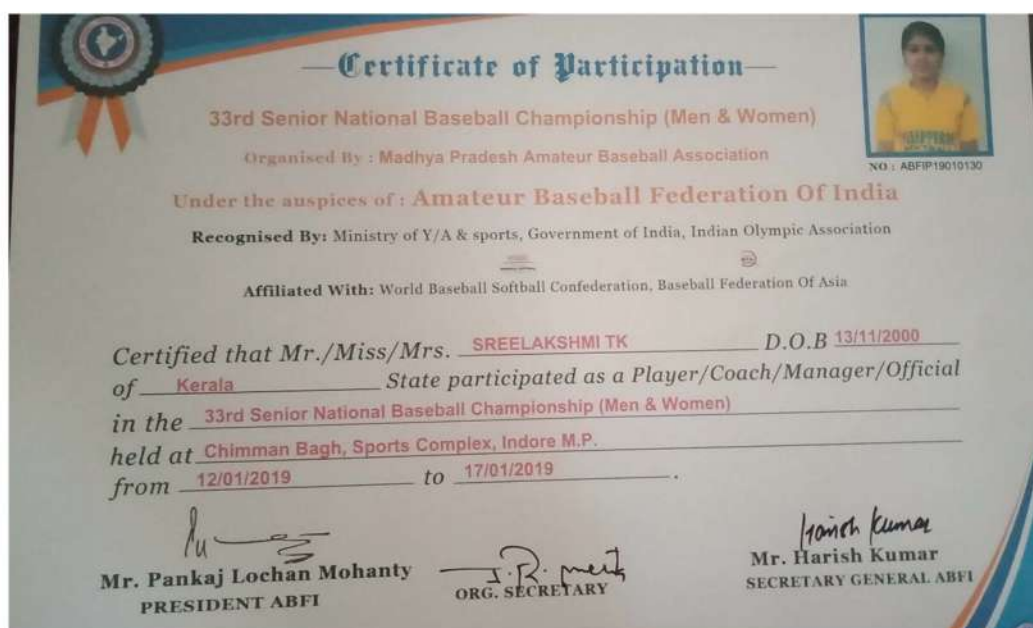 Certificate of Participation
33rd Senior National Baseball Championship (Men & Women)
Organised By : Madhya Pradesh Amateur Baseball Association
NO : ABFIP19010130
Under the auspices of : Amateur Baseball Federation Of India
Recognised By: Ministry of Y/A & sports, Government of India, Indian Olympic Association
Affiliated With: World Baseball Softball Confederation, Baseball Federation Of Asia
Certified that Mr./Miss/Mrs. SREELAKSHMI TK D.O.B 13/11/2000
of Kerala State participated as a Player/Coach/Manager/Official
in the 33rd Senior National Baseball Championship (Men & Women)
held at Chimman Bagh, Sports Complex, Indore M.P.
from 12/01/2019 to 17/01/2019 .
Harish Kumar
Mr. Pankaj Lochan Mohanty
PRESIDENT ABFI
ORG. SECRETARY
Mr. Harish Kumar
SECRETARY GENERAL ABFI